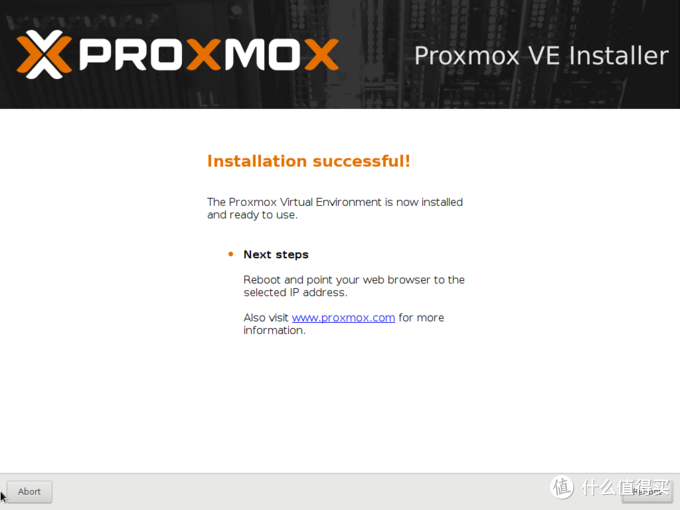 PROXMOX
Proxmox VE Installer
Installation successful!
The Proxmox Virtual Environment is now installed
and ready to use.
Next steps
Reboot and point your web browser to the
selected IP address.
Also visit www.proxmox.com for more
information.
Abort
值 什么值得买